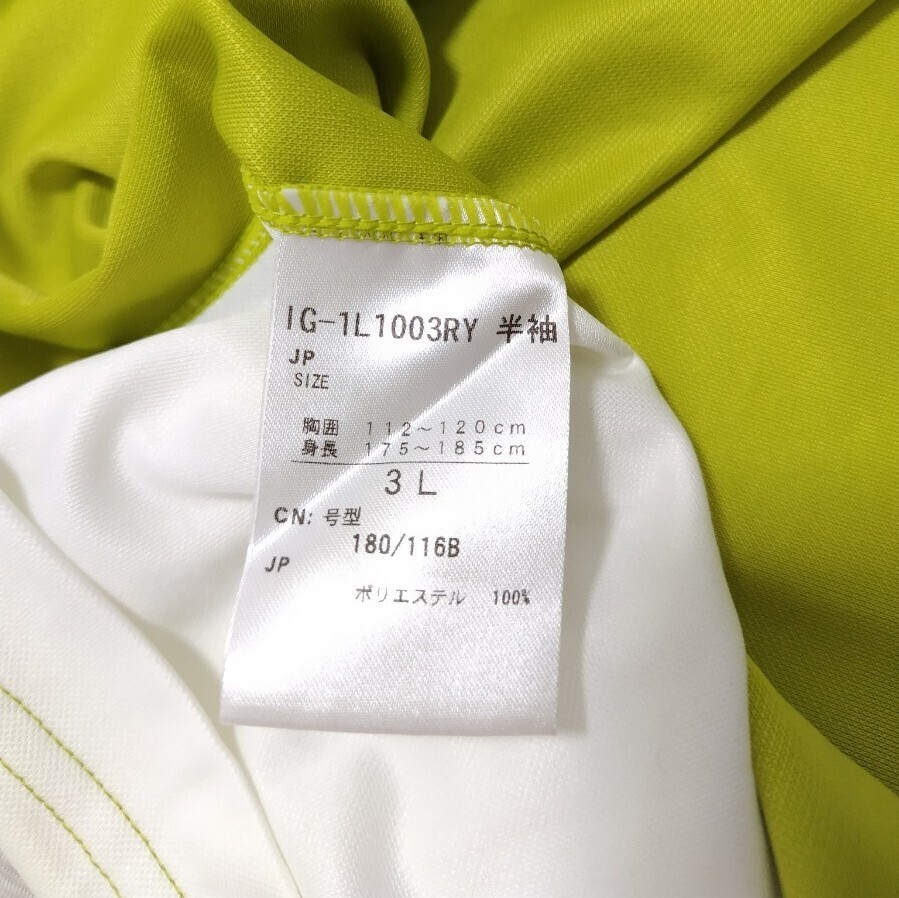 IG-1L1003RY 半袖
JP
SIZE
胸囲 112～120cm
身長 175～185cm
3L
CN: 号型
180/116B
JP
ポリエステル 100%